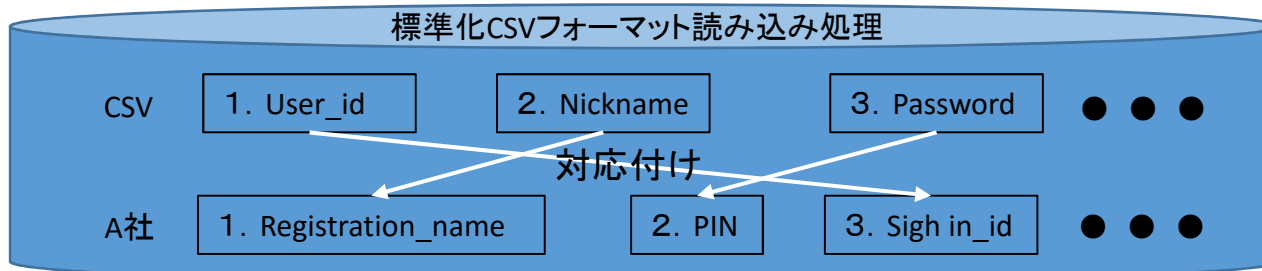 標準化CSVフォーマット読み込み処理
CSV １．User_id ２．Nickname ３．Password ●●●
対応付け
A社 １．Registration_name ２．PIN ３．Sigh in_id ●●●